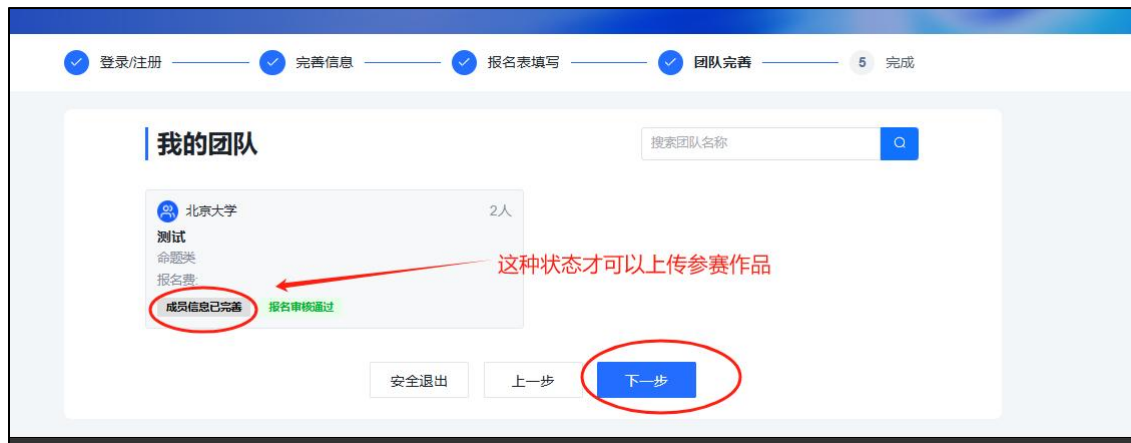 登录/注册 完善信息 报名表填写 团队完善 5 完成
我的团队
搜索团队名称
北京大学 2人
测试
命题类
报名费:
这种状态才可以上传参赛作品
成员信息已完善 报名审核通过
安全退出 上一步 下一步